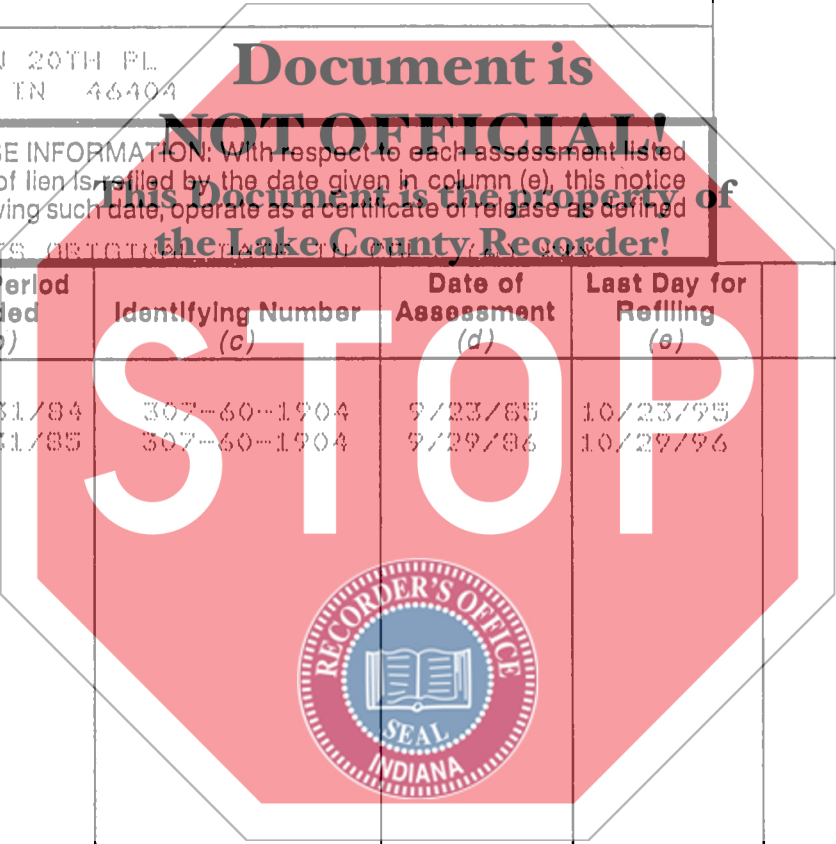 20TH PL
IN 46404
Document is
NOT OFFICIAL!
This Document is the property of
the Lake County Recorder!
SE INFORMATION: With respect to each assessment listed
of lien is refiled by the date given in column (e), this notice
ving such date, operate as a certificate of release as defined
Period
ded
Identifying Number
(c)
Date of
Assessment
(d)
Last Day for
Refiling
(e)
31/84 307-60-1904 9/23/85 10/23/95
31/85 307-60-1904 9/29/86 10/29/96
STOP
RECORDER'S OFFICE
SEAL
INDIANA